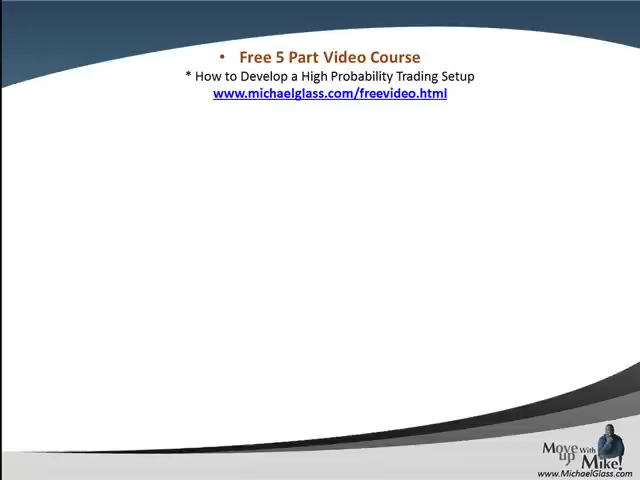 • Free 5 Part Video Course
* How to Develop a High Probability Trading Setup
www.michaelglass.com/freevideo.html
Move up With Mike!
www.MichaelGlass.com